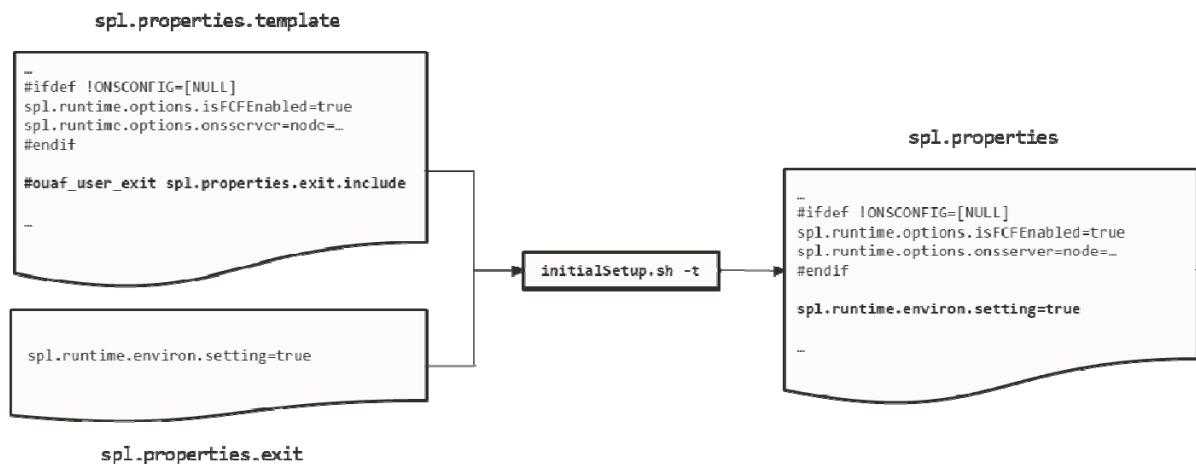 spl.properties.template
…
#ifdef !ONSCONFIG=[NULL]
spl.runtime.options.isFCFEnabled=true
spl.runtime.options.onsserver=node=…
#endif
#ouaf_user_exit spl.properties.exit.include
…
spl.runtime.environ.setting=true
spl.properties.exit
initialSetup.sh -t
spl.properties
…
#ifdef !ONSCONFIG=[NULL]
spl.runtime.options.isFCFEnabled=true
spl.runtime.options.onsserver=node=…
#endif
spl.runtime.environ.setting=true
…